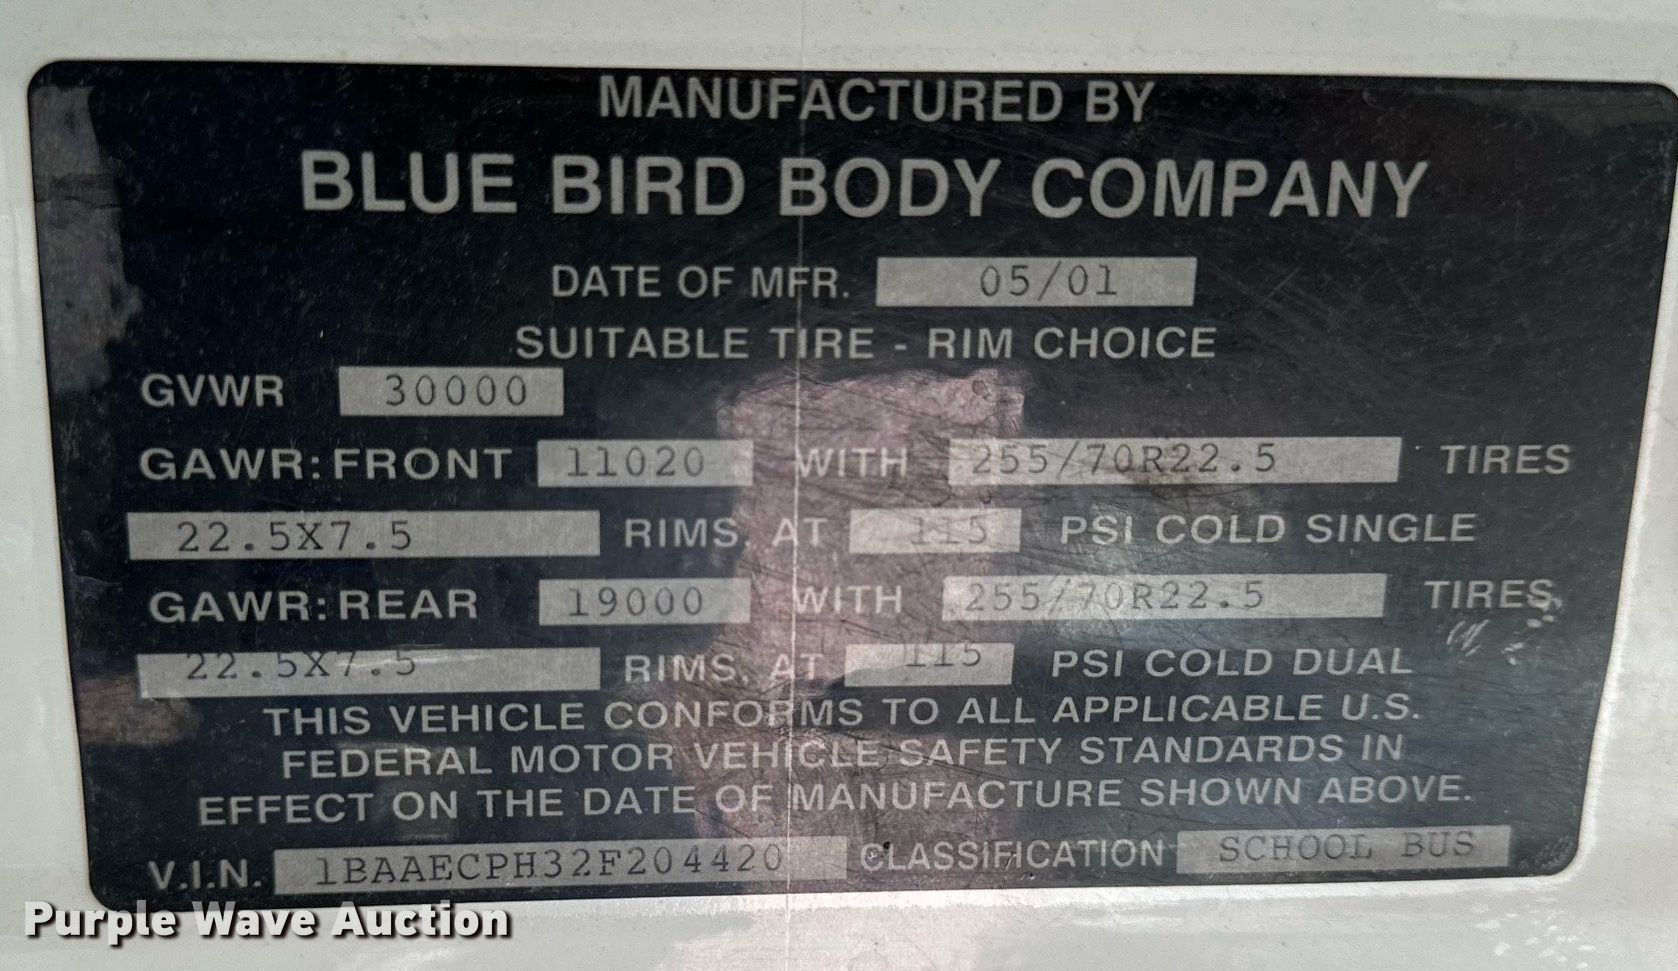 MANUFACTURED BY
BLUE BIRD BODY COMPANY
DATE OF MFR. 05/01
SUITABLE TIRE - RIM CHOICE
GVWR 30000
GAWR: FRONT 11020 WITH 255/70R22.5 TIRES
22.5X7.5 RIMS, AT 115 PSI COLD SINGLE
GAWR: REAR 19000 WITH 255/70R22.5 TIRES
22.5X7.5 RIMS, AT 115 PSI COLD DUAL
THIS VEHICLE CONFORMS TO ALL APPLICABLE U.S.
FEDERAL MOTOR VEHICLE SAFETY STANDARDS IN
EFFECT ON THE DATE OF MANUFACTURE SHOWN ABOVE.
V.I.N. 1BAAECPH32F204420 CLASSIFICATION SCHOOL BUS
Purple Wave Auction